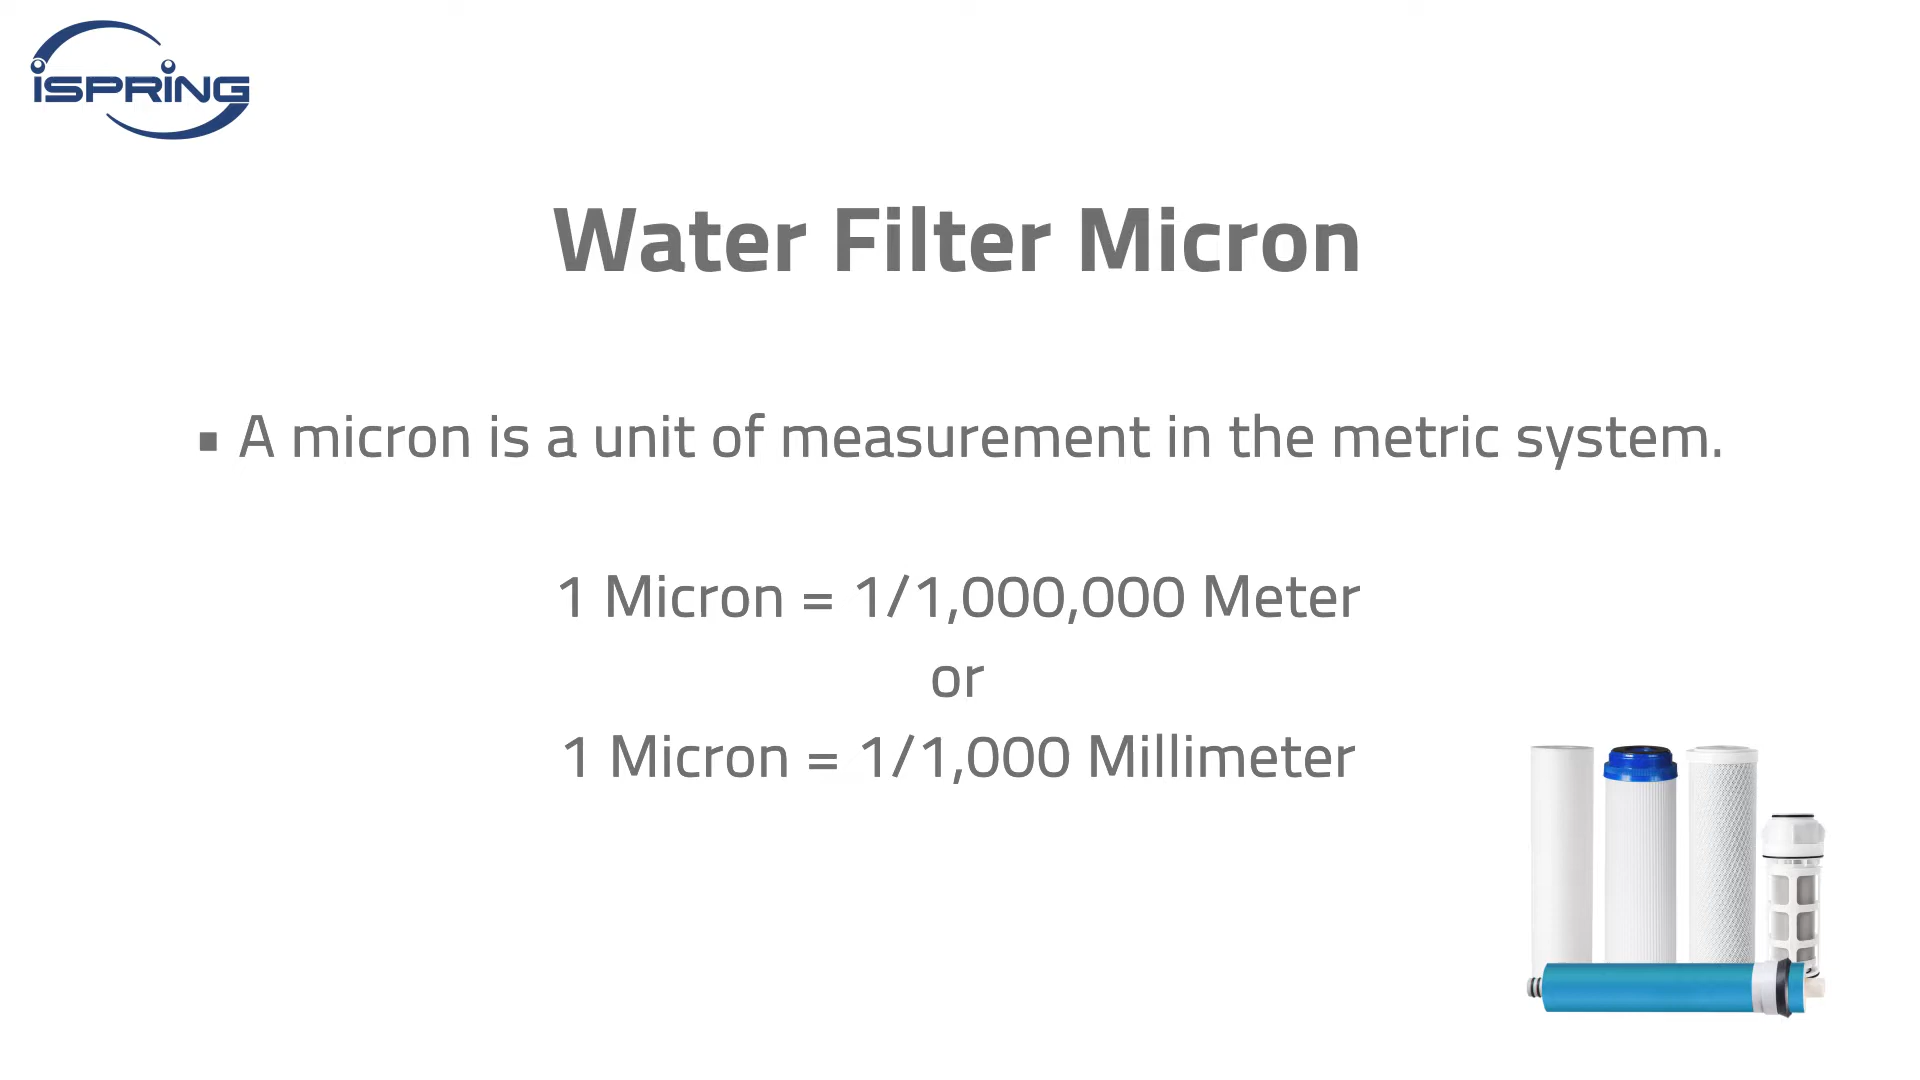 iSPRiNG
Water Filter Micron
▪ A micron is a unit of measurement in the metric system.
1 Micron = 1/1,000,000 Meter
or
1 Micron = 1/1,000 Millimeter